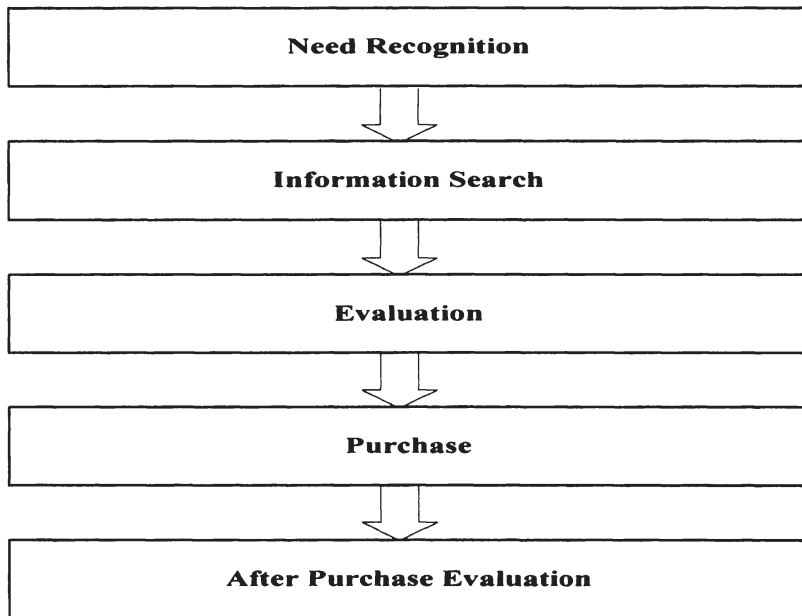 Need Recognition
Information Search
Evaluation
Purchase
After Purchase Evaluation